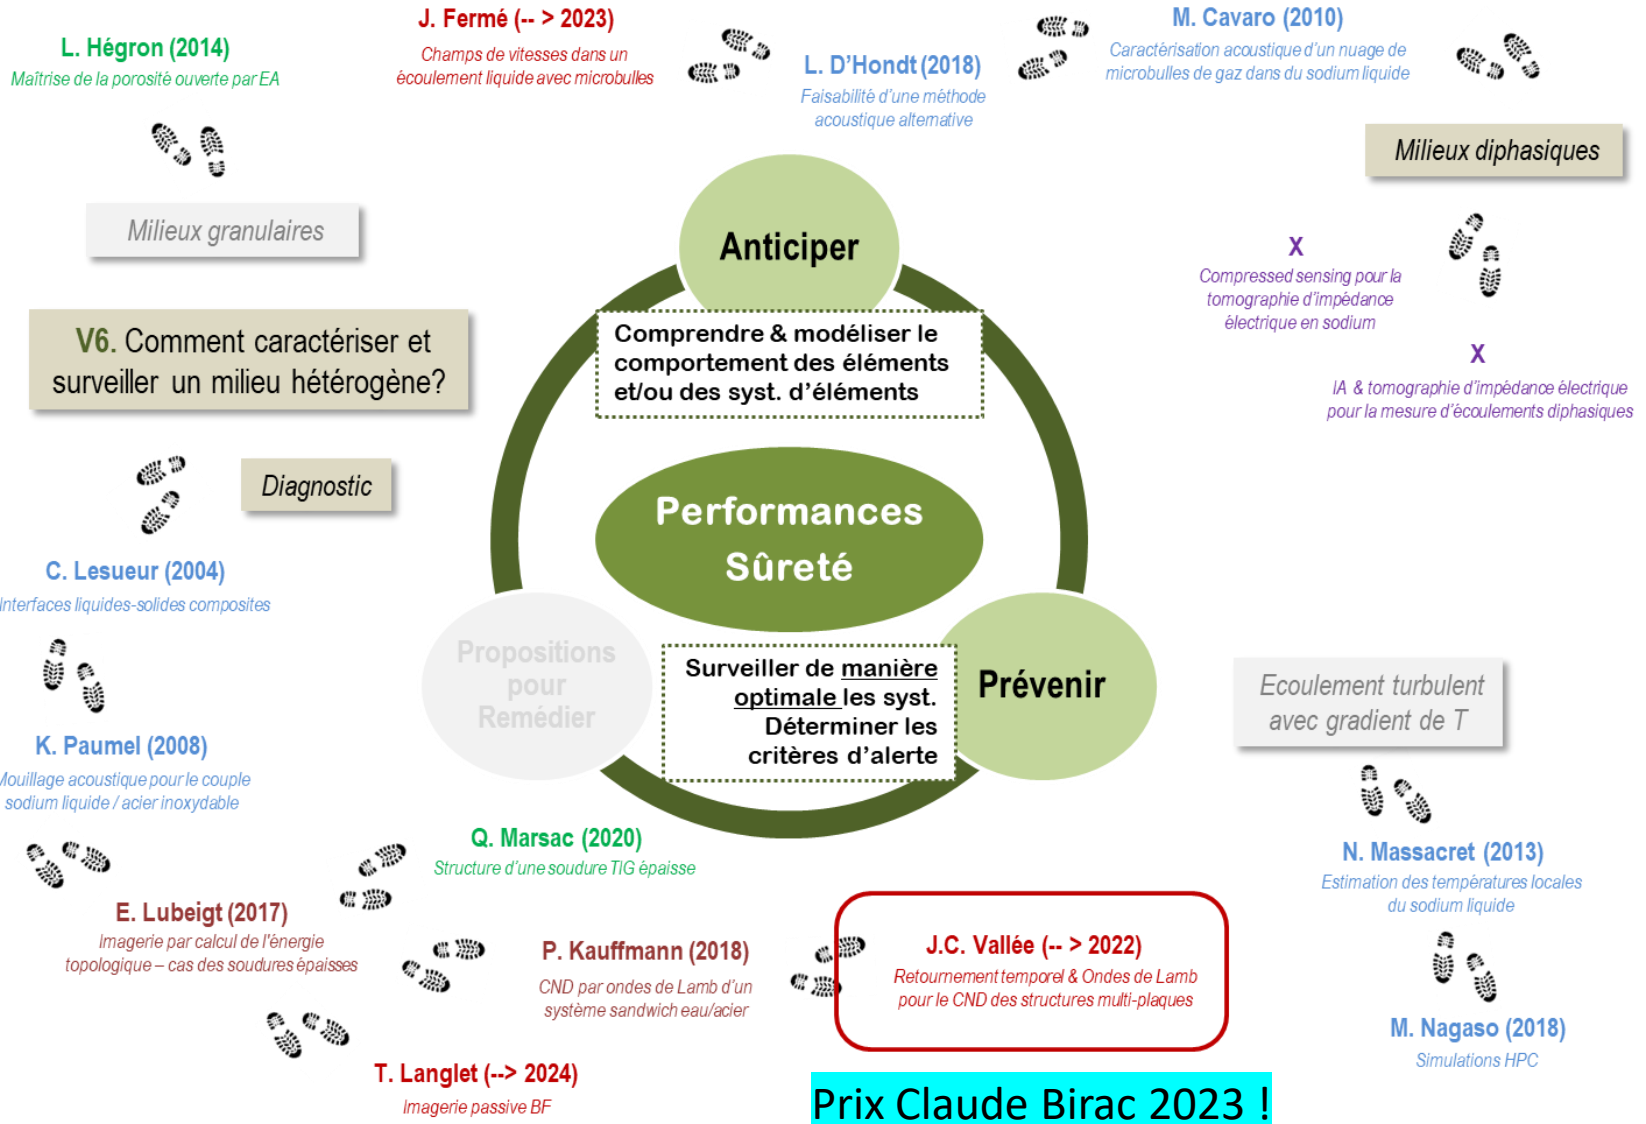 L. Hégron (2014)
Maîtrise de la porosité ouverte par EA
J. Fermé (-- > 2023)
Champs de vitesses dans un
écoulement liquide avec microbulles
L. D'Hondt (2018)
Faisabilité d'une méthode
acoustique alternative
M. Cavaro (2010)
Caractérisation acoustique d'un nuage de
microbulles de gaz dans du sodium liquide
Milieux diphasiques
Milieux granulaires
Anticiper
X
Compressed sensing pour la
tomographie d'impédance
électrique en sodium
X
IA & tomographie d'impédance électrique
pour la mesure d'écoulements diphasiques
V6. Comment caractériser et
surveiller un milieu hétérogène?
Comprendre & modéliser le
comportement des éléments
et/ou des syst. d'éléments
Diagnostic
Performances
Sûreté
C. Lesueur (2004)
Interfaces liquides-solides composites
Propositions
pour
Remédier
Surveiller de manière
optimale les syst.
Déterminer les
critères d'alerte
Prévenir
Ecoulement turbulent
avec gradient de T
K. Paumel (2008)
Mouillage acoustique pour le couple
sodium liquide / acier inoxydable
Q. Marsac (2020)
Structure d'une soudure TIG épaisse
N. Massacret (2013)
Estimation des températures locales
du sodium liquide
E. Lubeigt (2017)
Imagerie par calcul de l'énergie
topologique – cas des soudures épaisses
P. Kauffmann (2018)
CND par ondes de Lamb d'un
système sandwich eau/acier
J.C. Vallée (-- > 2022)
Retournement temporel & Ondes de Lamb
pour le CND des structures multi-plaques
M. Nagaso (2018)
Simulations HPC
T. Langlet (--> 2024)
Imagerie passive BF
Prix Claude Birac 2023 !